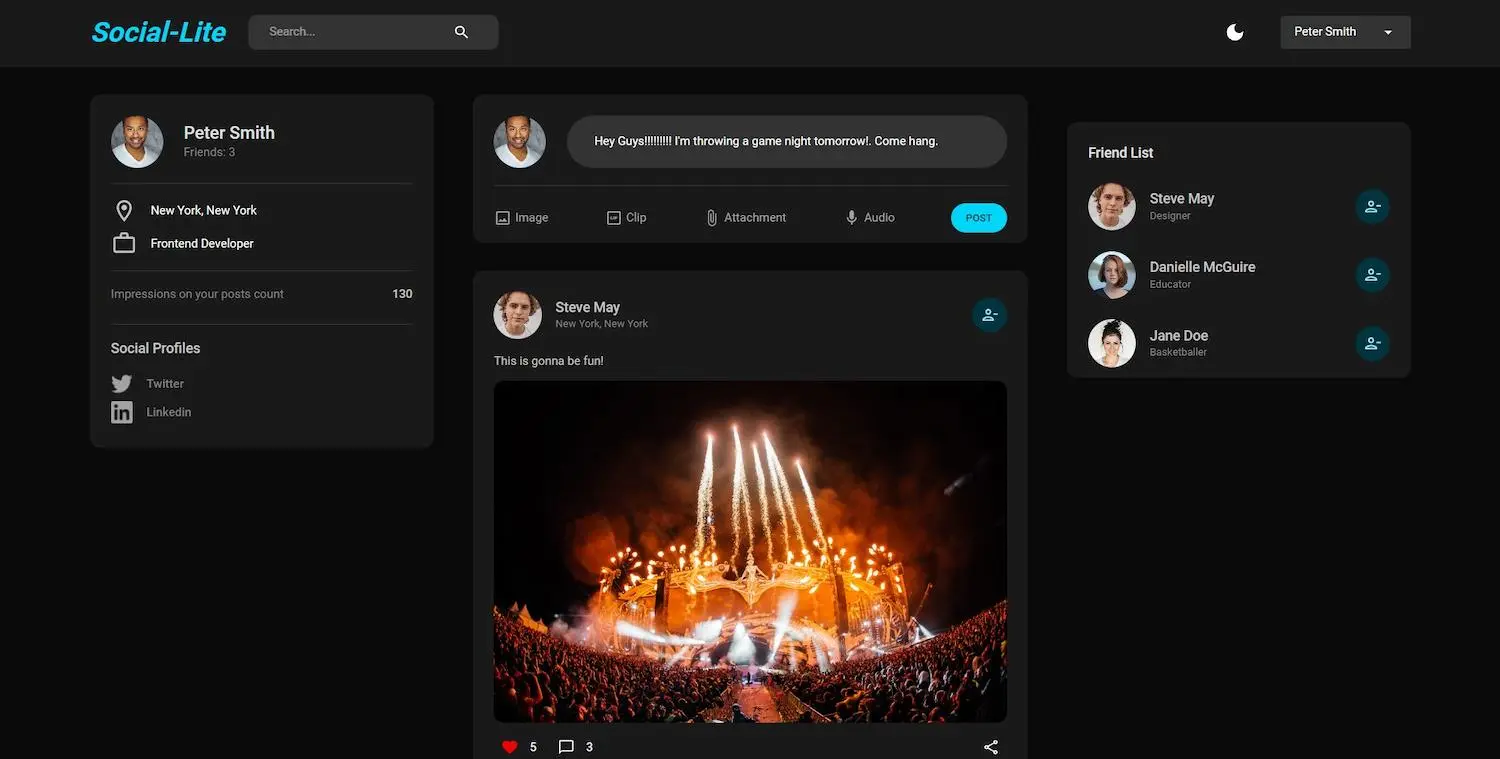 Social-Lite
Search...
Peter Smith
Peter Smith
Friends: 3
New York, New York
Frontend Developer
Impressions on your posts count 130
Social Profiles
Twitter
Linkedin
Hey Guys!!!!!!!!! I'm throwing a game night tomorrow!. Come hang.
Image GIF Clip Attachment Audio POST
Steve May
New York, New York
This is gonna be fun!
5 3
Friend List
Steve May
Designer
Danielle McGuire
Educator
Jane Doe
Basketballer